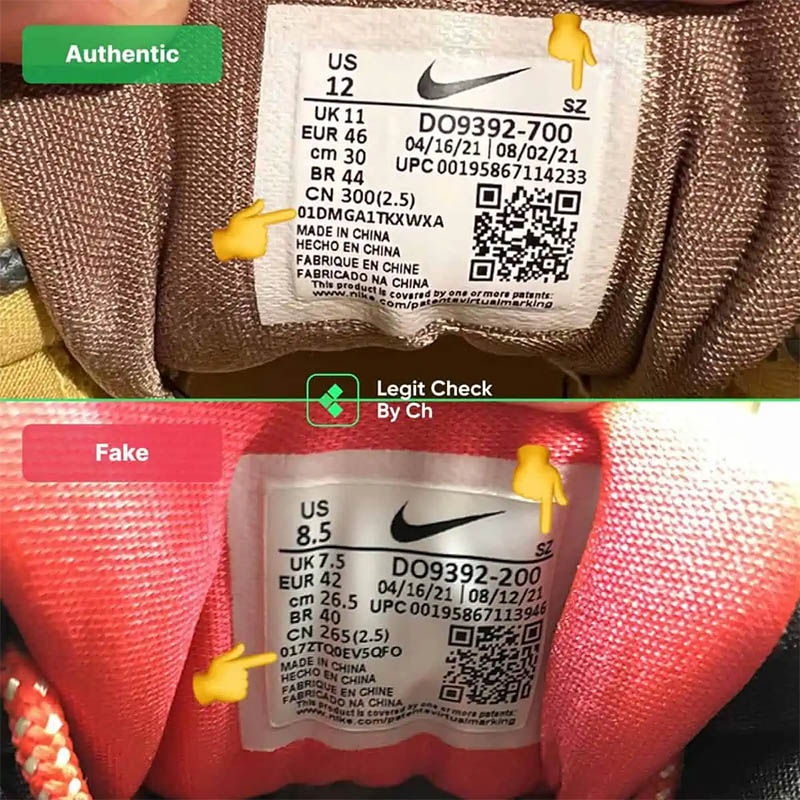 Authentic
US
12
SZ
UK 11
EUR 46
cm 30
BR 44
CN 300(2.5)
DO9392-700
04/16/21 | 08/02/21
UPC 00195867114233
01DMGA1TKXWXA
MADE IN CHINA
HECHO EN CHINA
FABRIQUE EN CHINE
FABRICADO NA CHINA
This product is covered by one or more patents:
www.nike.com/patentsvirtualmarking
Legit Check
By Ch
Fake
US
8.5
SZ
UK 7.5
EUR 42
cm 26.5
BR 40
CN 265(2.5)
DO9392-200
04/16/21 | 08/12/21
UPC 00195867113946
017ZTQ0EV5QFO
MADE IN CHINA
HECHO EN CHINA
FABRIQUE EN CHINE
FABRICADO NA CHINA
This product is covered by one or more patents:
www.nike.com/patentvirtualmarking